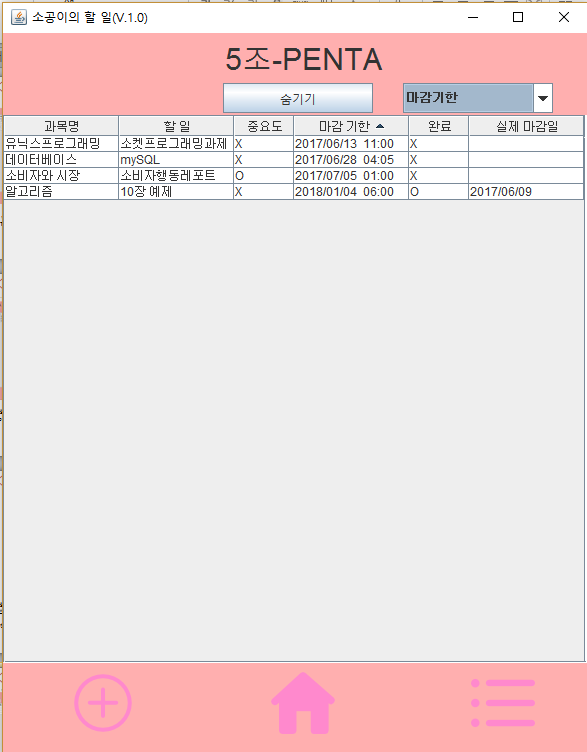 소공이의 할 일(V.1.0)
5조-PENTA
숨기기 마감기한
과목명 할 일 중요도 마감 기한 완료 실제 마감일
유닉스프로그래밍 소켓프로그래밍과제 X 2017/06/13 11:00 X
데이터베이스 mySQL X 2017/06/28 04:05 X
소비자와 시장 소비자행동레포트 O 2017/07/05 01:00 X
알고리즘 10장 예제 X 2018/01/04 06:00 O 2017/06/09